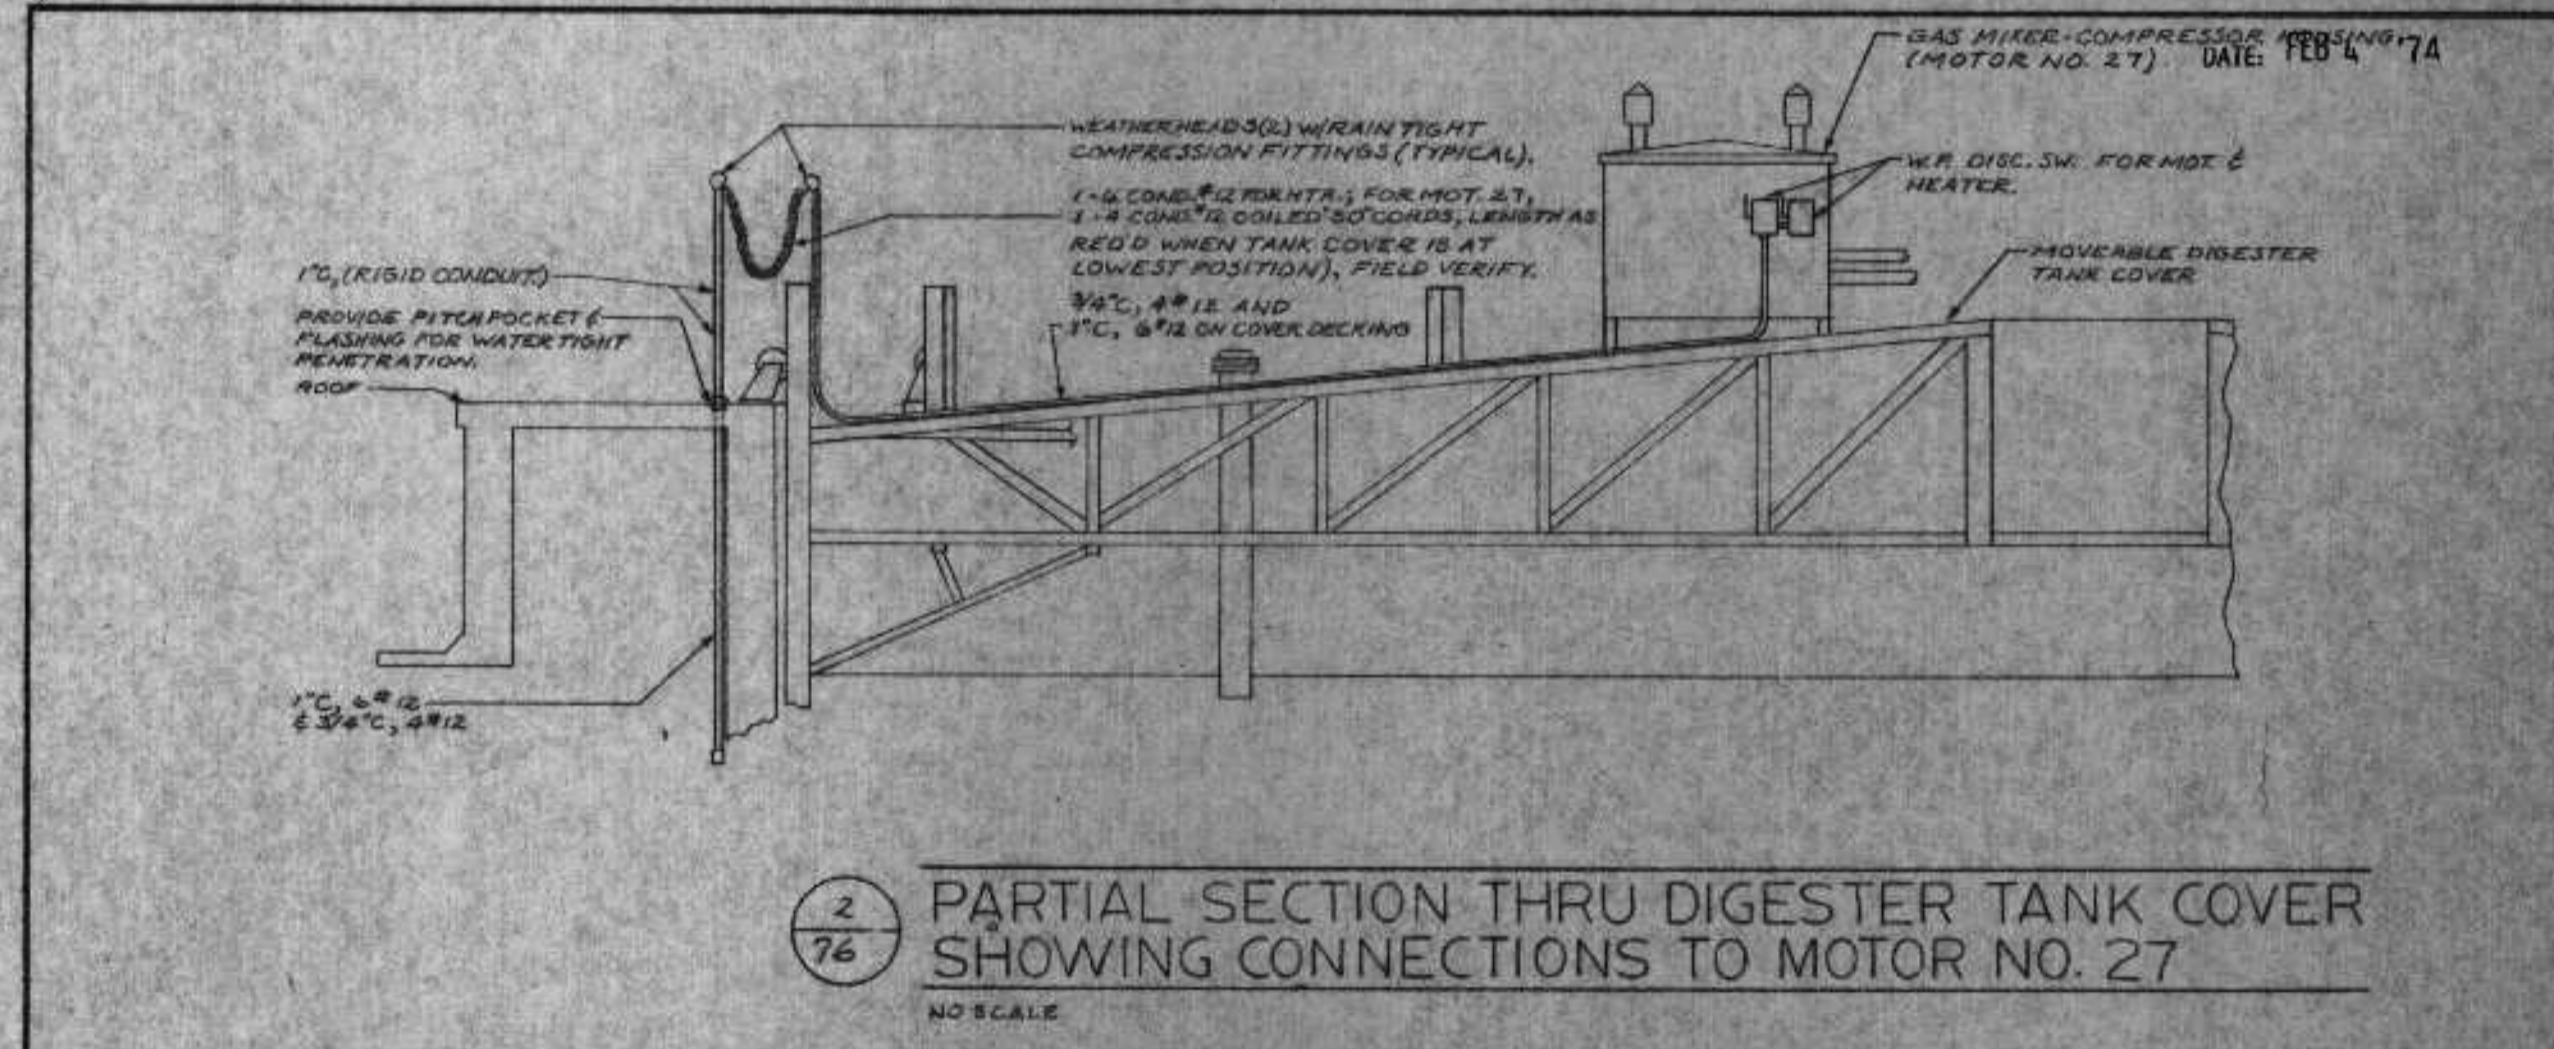 GAS MIXER-COMPRESSOR HOUSING,
(MOTOR NO. 27)
DATE: FEB 4 '74
WEATHERHEADS(2) W/RAIN TIGHT
COMPRESSION FITTINGS (TYPICAL).
1-6 COND.#12 FOR HTR.; FOR MOT. 27,
1-4 COND.#12 COILED 'SO' CORDS, LENGTH AS
REQ'D WHEN TANK COVER IS AT
LOWEST POSITION), FIELD VERIFY.
W.P. DISC. SW. FOR MOT. &
HEATER.
MOVEABLE DIGESTER
TANK COVER
1"C, (RIGID CONDUIT)
PROVIDE PITCH POCKET &
FLASHING FOR WATER TIGHT
PENETRATION.
ROOF
3/4"C, 4#12 AND
1"C, 6#12 ON COVER DECKING
1"C, 6#12
& 3/4"C, 4#12
2
76
PARTIAL SECTION THRU DIGESTER TANK COVER
SHOWING CONNECTIONS TO MOTOR NO. 27
NO SCALE